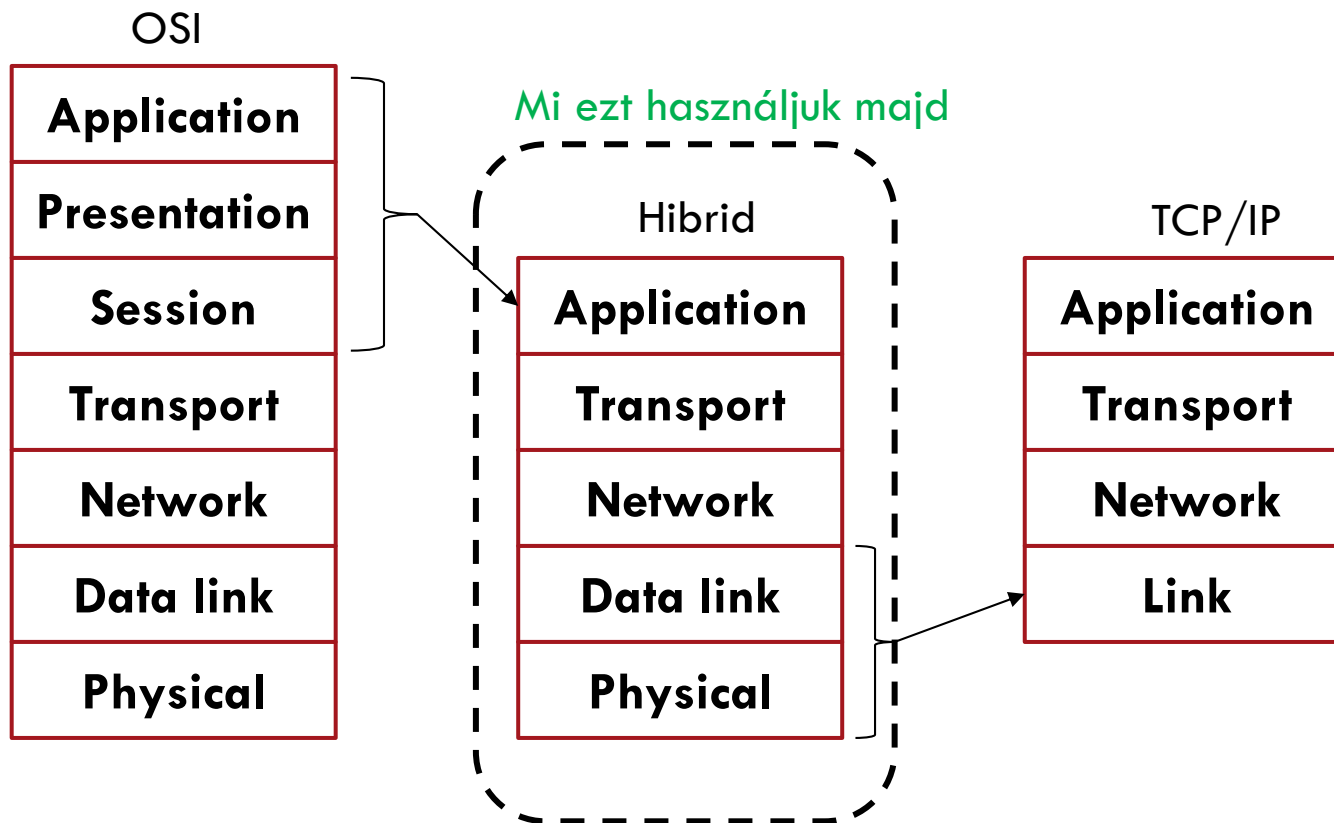 OSI
Application
Presentation
Session
Transport
Network
Data link
Physical
Mi ezt használjuk majd
Hibrid
Application
Transport
Network
Data link
Physical
TCP/IP
Application
Transport
Network
Link